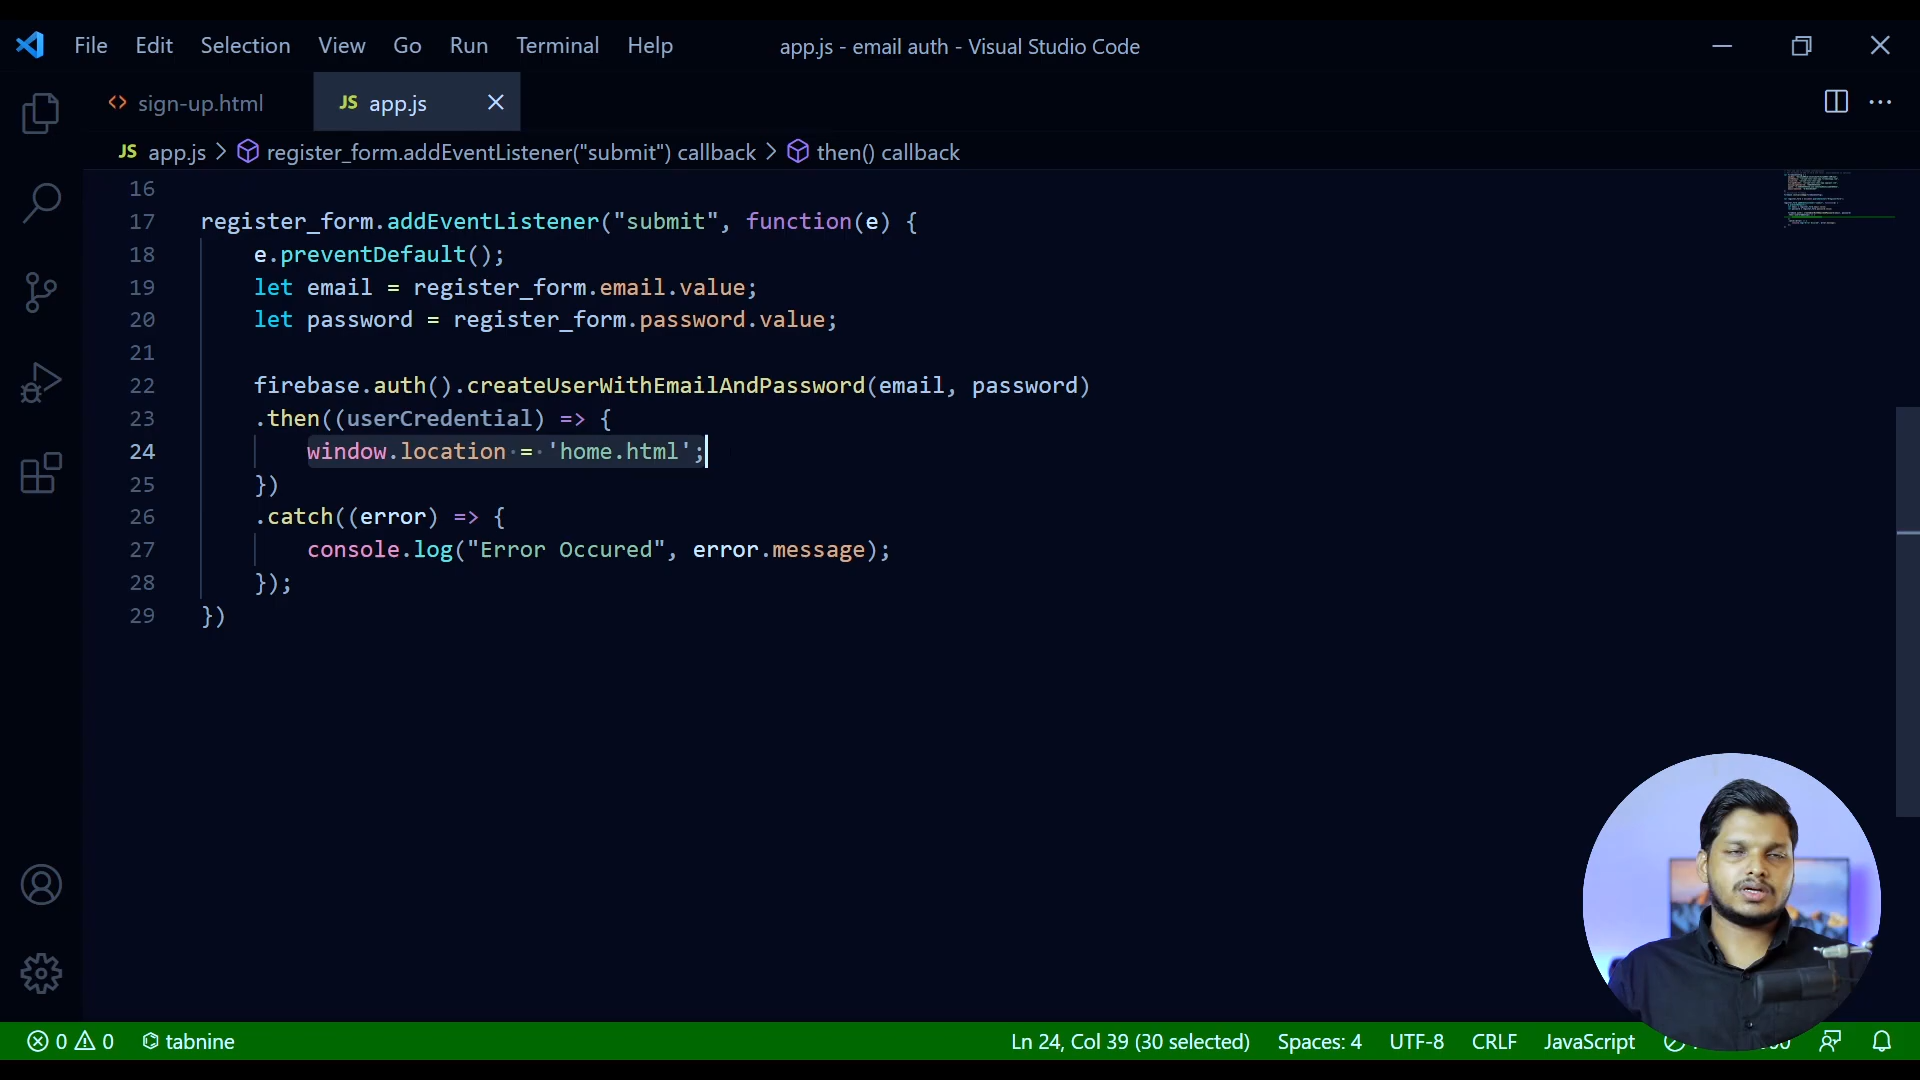 File Edit Selection View Go Run Terminal Help app.js - email auth - Visual Studio Code
<> sign-up.html JS app.js
JS app.js > register_form.addEventListener("submit") callback > then() callback
16
17 register_form.addEventListener("submit", function(e) {
18 e.preventDefault();
19 let email = register_form.email.value;
20 let password = register_form.password.value;
21
22 firebase.auth().createUserWithEmailAndPassword(email, password)
23 .then((userCredential) => {
24 window.location = 'home.html';
25 })
26 .catch((error) => {
27 console.log("Error Occured", error.message);
28 });
29 })
0 0 tabnine Ln 24, Col 39 (30 selected) Spaces: 4 UTF-8 CRLF JavaScript